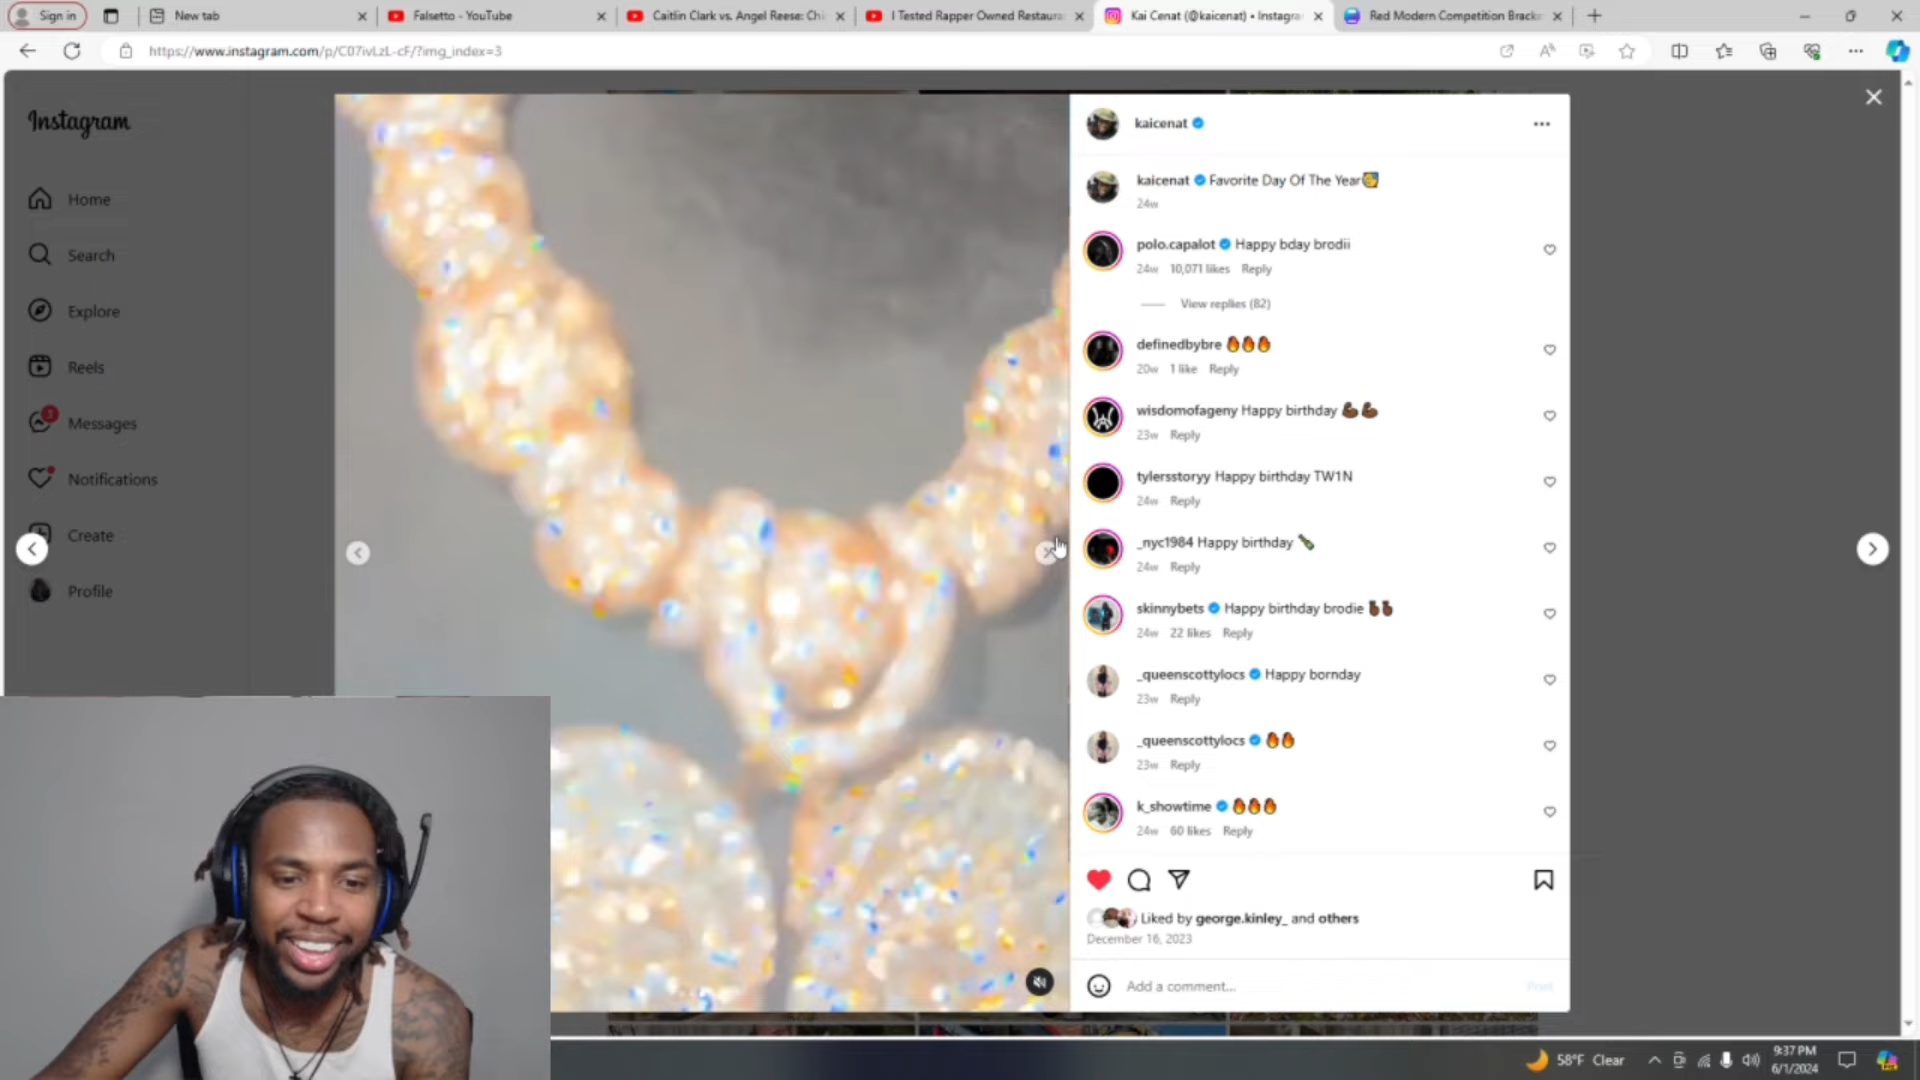 Sign in
New tab
Falsetto - YouTube
Caitlin Clark vs. Angel Reese: Chi
I Tested Rapper Owned Restaura
Kai Cenat (@kaicenat) • Instagra
Red Modern Competition Bracke
https://www.instagram.com/p/C07ivLzL-cF/?img_index=3
Instagram
Home
Search
Explore
Reels
3
Messages
Notifications
Create
Profile
kaicenat
kaicenat Favorite Day Of The Year🥳
24w
polo.capalot Happy bday brodii
24w 10,071 likes Reply
View replies (82)
definedbybre 🔥🔥🔥
20w 1 like Reply
wisdomofageny Happy birthday 💪🏿💪🏿
23w Reply
tylersstoryy Happy birthday TW1N
24w Reply
_nyc1984 Happy birthday 🍾
24w Reply
skinnybets Happy birthday brodie
24w 22 likes Reply
_queenscottylocs Happy bornday
23w Reply
_queenscottylocs 🔥🔥
23w Reply
k_showtime 🔥🔥🔥
24w 60 likes Reply
Liked by george.kinley_ and others
December 16, 2023
Add a comment...
Post
58°F Clear
9:37 PM
6/1/2024